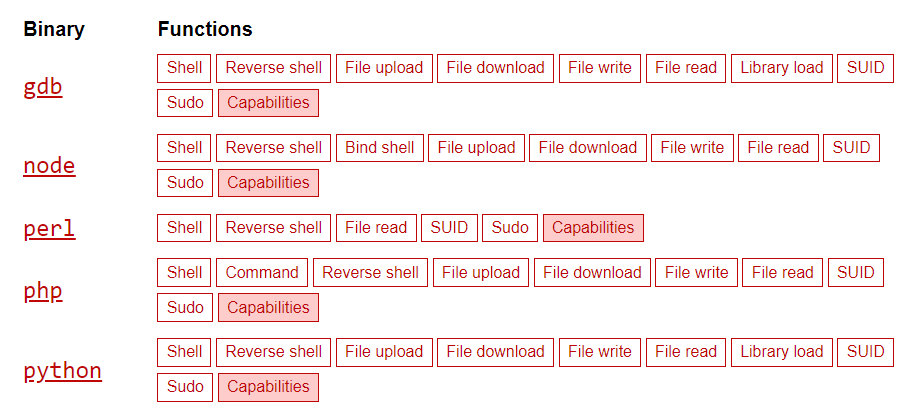 Binary Functions
gdb Shell Reverse shell File upload File download File write File read Library load SUID
Sudo Capabilities
node Shell Reverse shell Bind shell File upload File download File write File read SUID
Sudo Capabilities
perl Shell Reverse shell File read SUID Sudo Capabilities
php Shell Command Reverse shell File upload File download File write File read SUID
Sudo Capabilities
python Shell Reverse shell File upload File download File write File read Library load SUID
Sudo Capabilities